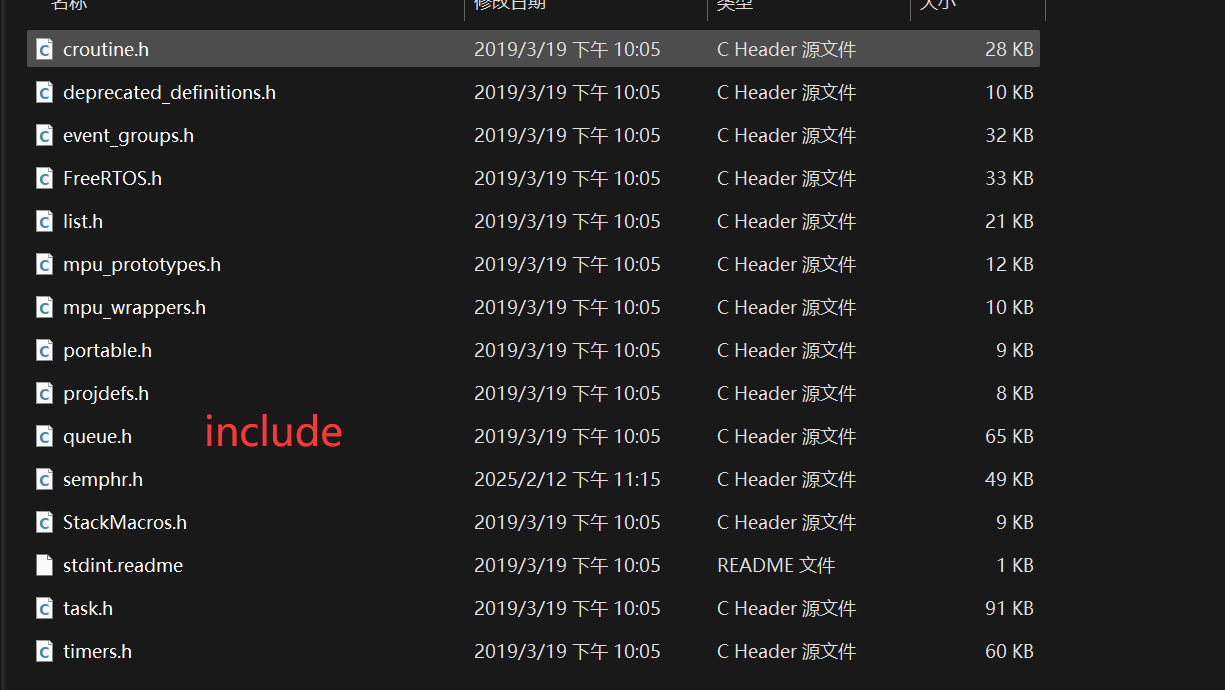 名称 修改日期 类型 大小
croutine.h 2019/3/19 下午 10:05 C Header 源文件 28 KB
deprecated_definitions.h 2019/3/19 下午 10:05 C Header 源文件 10 KB
event_groups.h 2019/3/19 下午 10:05 C Header 源文件 32 KB
FreeRTOS.h 2019/3/19 下午 10:05 C Header 源文件 33 KB
list.h 2019/3/19 下午 10:05 C Header 源文件 21 KB
mpu_prototypes.h 2019/3/19 下午 10:05 C Header 源文件 12 KB
mpu_wrappers.h 2019/3/19 下午 10:05 C Header 源文件 10 KB
portable.h 2019/3/19 下午 10:05 C Header 源文件 9 KB
projdefs.h 2019/3/19 下午 10:05 C Header 源文件 8 KB
include
queue.h 2019/3/19 下午 10:05 C Header 源文件 65 KB
semphr.h 2025/2/12 下午 11:15 C Header 源文件 49 KB
StackMacros.h 2019/3/19 下午 10:05 C Header 源文件 9 KB
stdint.readme 2019/3/19 下午 10:05 README 文件 1 KB
task.h 2019/3/19 下午 10:05 C Header 源文件 91 KB
timers.h 2019/3/19 下午 10:05 C Header 源文件 60 KB